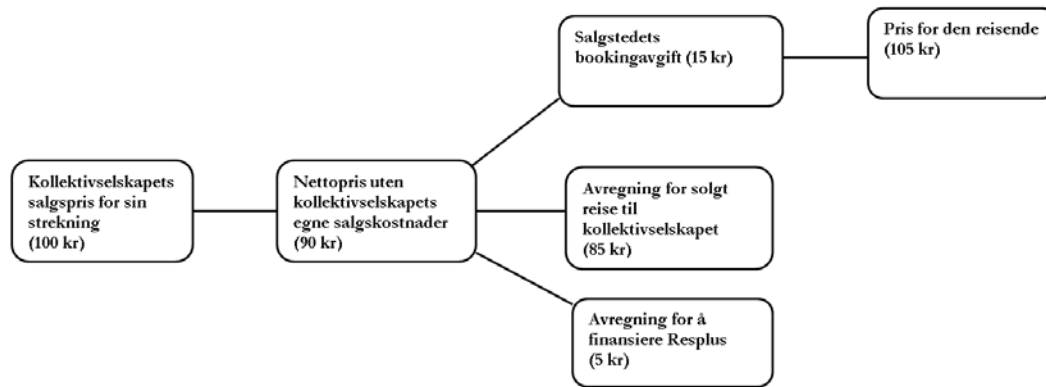 Salgstedets
bookingavgift (15 kr)
Pris for den reisende
(105 kr)
Kollektivselskapets
salgspris for sin
strekning
(100 kr)
Nettopris uten
kollektivselskapets
egne salgskostnader
(90 kr)
Avregning for solgt
reise til
kollektivselskapet
(85 kr)
Avregning for å
finansiere Resplus
(5 kr)